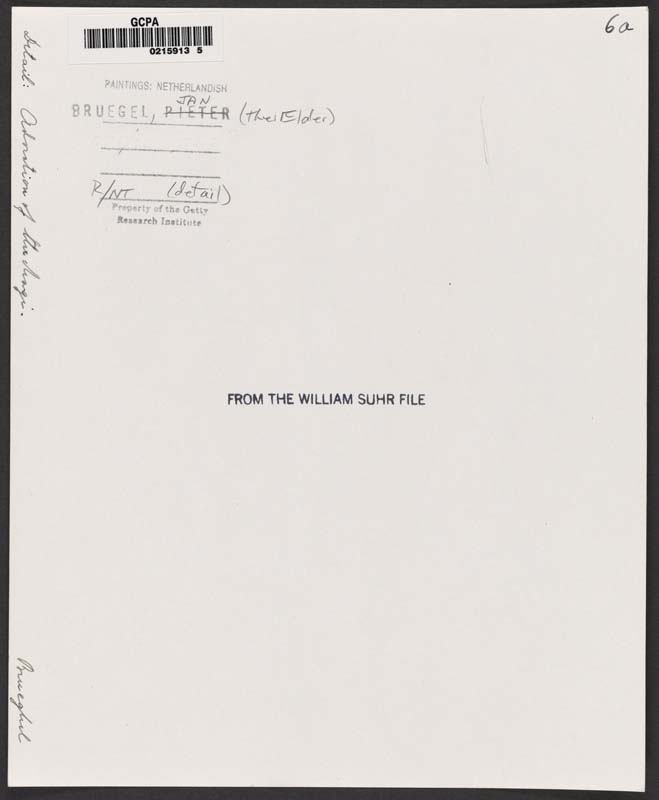 GCPA
0215913 5
6a
PAINTINGS: NETHERLANDISH
JAN
BRUEGEL, PIETER (the Elder)
R/NT (detail)
Property of the Getty
Research Institute
FROM THE WILLIAM SUHR FILE
Detail: Adoration of the Magi.
Brueghel